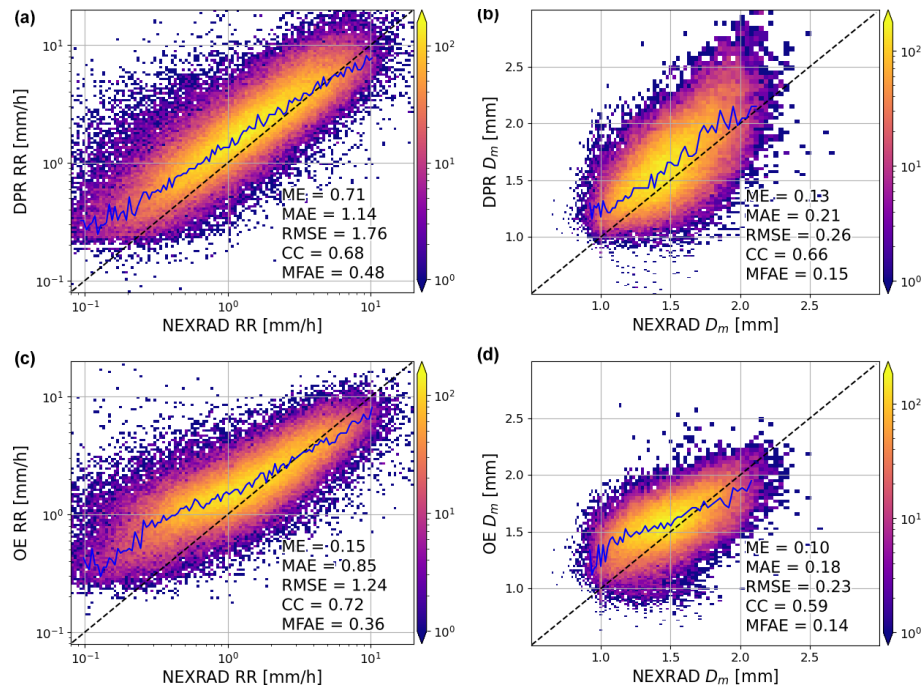 (a)
10¹
10⁰
10⁻¹
DPR RR [mm/h]
ME = 0.71
MAE = 1.14
RMSE = 1.76
CC = 0.68
MFAE = 0.48
10⁻¹ 10⁰ 10¹
NEXRAD RR [mm/h]
10²
10¹
10⁰
(b)
2.5
2.0
1.5
1.0
DPR Dm [mm]
ME = 0.13
MAE = 0.21
RMSE = 0.26
CC = 0.66
MFAE = 0.15
1.0 1.5 2.0 2.5
NEXRAD Dm [mm]
10²
10¹
10⁰
(c)
10¹
10⁰
10⁻¹
OE RR [mm/h]
ME = 0.15
MAE = 0.85
RMSE = 1.24
CC = 0.72
MFAE = 0.36
10⁻¹ 10⁰ 10¹
NEXRAD RR [mm/h]
10²
10¹
10⁰
(d)
2.5
2.0
1.5
1.0
OE Dm [mm]
ME = 0.10
MAE = 0.18
RMSE = 0.23
CC = 0.59
MFAE = 0.14
1.0 1.5 2.0 2.5
NEXRAD Dm [mm]
10²
10¹
10⁰